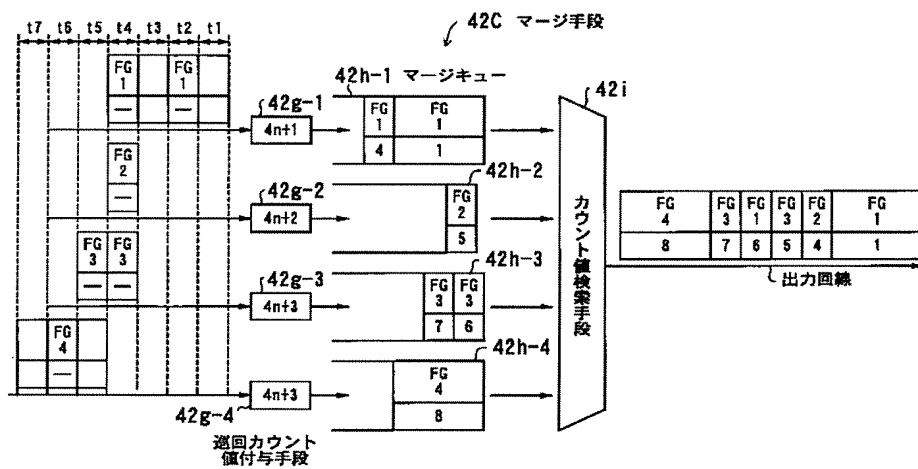 42C マージ手段
t7 t6 t5 t4 t3 t2 t1
FG
1
—
FG
1
—
42g-1
4n+1
42h-1 マージキュー
FG
1
4
FG
1
1
42i
FG
2
—
42g-2
4n+2
42h-2
FG
2
5
FG
3
—
FG
3
—
42g-3
4n+3
42h-3
FG
3
7
FG
3
6
FG
4
—
42g-4
4n+3
42h-4
FG
4
8
巡回カウント
値付与手段
カウント値検索手段
FG FG FG FG FG FG
4 3 1 3 2 1
8 7 6 5 4 1
出力回線